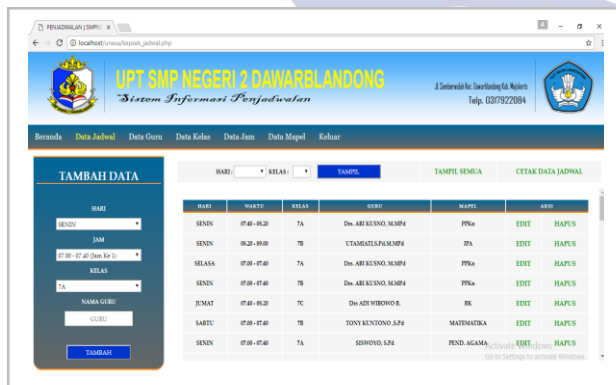 PENJADWALAN | SMPN
localhost/unesa/kepsek_jadwal.php
UPT SMP NEGERI 2 DAWARBLANDONG
Sistem Informasi Penjadwalan
Telp. 0317922084
Beranda Data Jadwal Data Guru Data Kelas Data Jam Data Mapel Keluar
TAMBAH DATA
HARI
SENIN
JAM
07.00 - 07.40 (Jam Ke 1)
KELAS
7A
NAMA GURU
GURU
TAMBAH
HARI : KELAS : TAMPIL TAMPIL SEMUA CETAK DATA JADWAL
HARI WAKTU KELAS GURU MAPEL AKSI
SENIN 07.40 - 08.20 7A Drs. ABI KUSNO, M.MPd PPKn EDIT HAPUS
SENIN 08.20 - 09.00 7B UTAMIATI,S.Pd.M.MPd IPA EDIT HAPUS
SELASA 07.00 - 07.40 7A Drs. ABI KUSNO, M.MPd PPKn EDIT HAPUS
SENIN 07.00 - 07.40 7B Drs. ABI KUSNO, M.MPd PPKn EDIT HAPUS
JUMAT 07.40 - 08.20 7C Drs ADI WIBOWO B. BK EDIT HAPUS
SABTU 07.00 - 07.40 7B TONY KUNTONO ,S.Pd MATEMATIKA EDIT HAPUS
SENIN 07.00 - 07.40 7A SISWOYO, S.Pd PEND. AGAMA EDIT HAPUS
Activate Windows
Go to Settings to activate Windows.